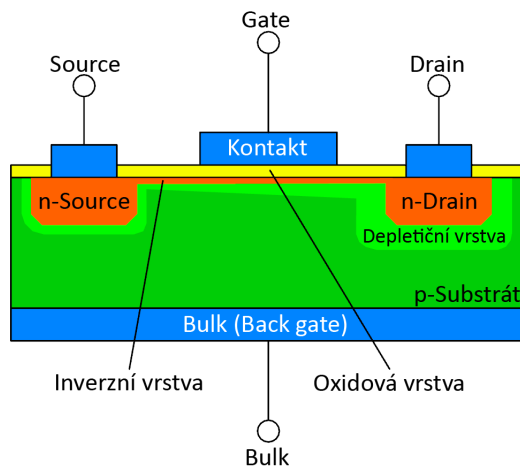 Gate
Source
Drain
Kontakt
n-Source
n-Drain
Depletiční vrstva
p-Substrát
Bulk (Back gate)
Inverzní vrstva
Oxidová vrstva
Bulk